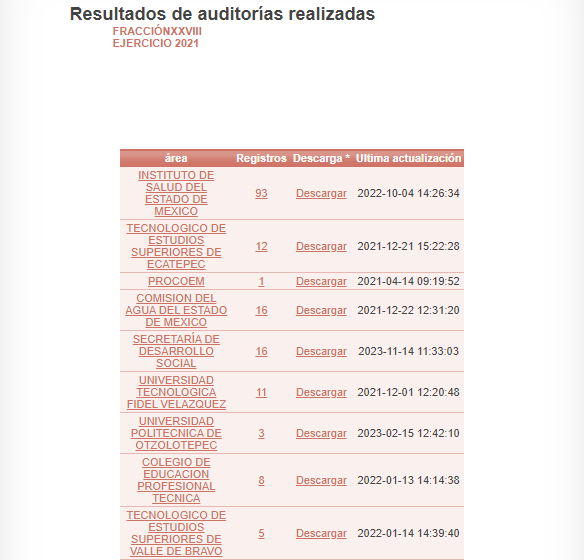 Resultados de auditorías realizadas
FRACCIÓNXXVIII
EJERCICIO 2021
área Registros Descarga * Ultima actualización
INSTITUTO DE
SALUD DEL
ESTADO DE
MEXICO
93 Descargar 2022-10-04 14:26:34
TECNOLOGICO DE
ESTUDIOS
SUPERIORES DE
ECATEPEC
12 Descargar 2021-12-21 15:22:28
PROCOEM 1 Descargar 2021-04-14 09:19:52
COMISION DEL
AGUA DEL ESTADO
DE MEXICO
16 Descargar 2021-12-22 12:31:20
SECRETARÍA DE
DESARROLLO
SOCIAL
16 Descargar 2023-11-14 11:33:03
UNIVERSIDAD
TECNOLOGICA
FIDEL VELAZQUEZ
11 Descargar 2021-12-01 12:20:48
UNIVERSIDAD
POLITECNICA DE
OTZOLOTEPEC
3 Descargar 2023-02-15 12:42:10
COLEGIO DE
EDUCACION
PROFESIONAL
TECNICA
8 Descargar 2022-01-13 14:14:38
TECNOLOGICO DE
ESTUDIOS
SUPERIORES DE
VALLE DE BRAVO
5 Descargar 2022-01-14 14:39:40